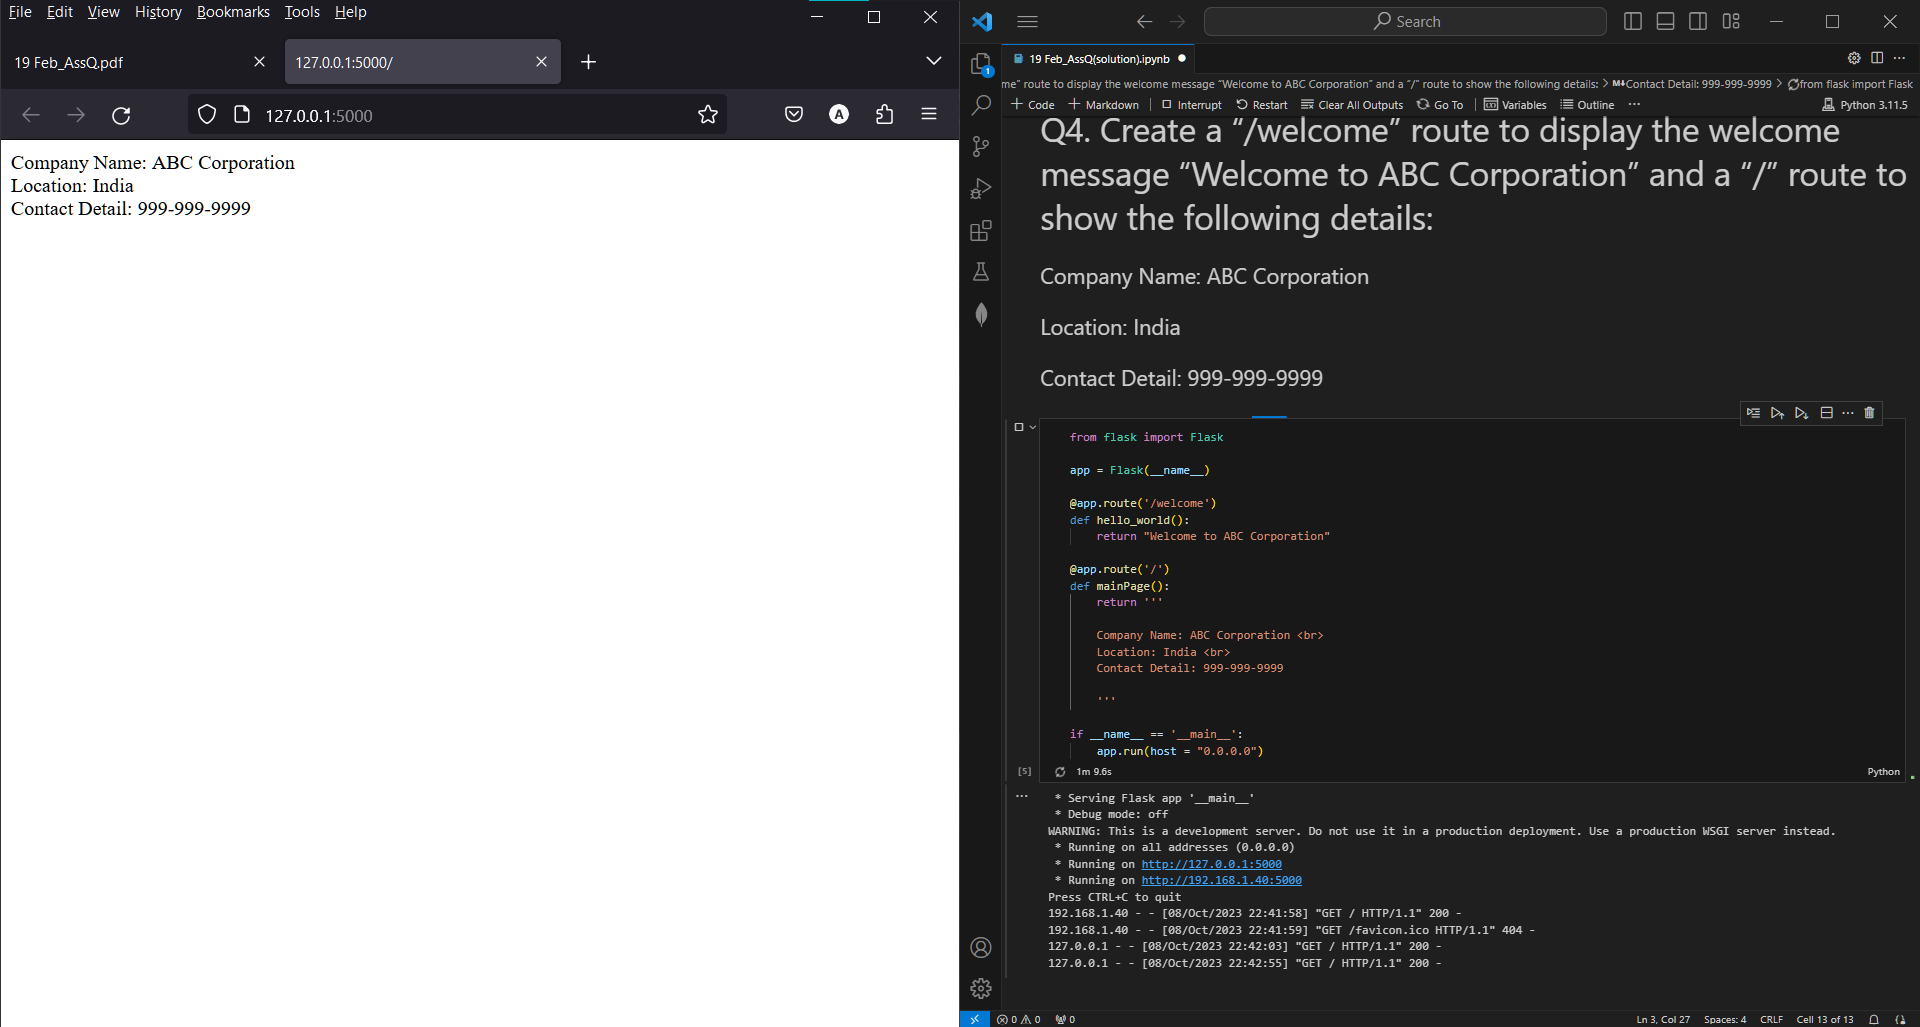 File Edit View History Bookmarks Tools Help
19 Feb_AssQ.pdf
127.0.0.1:5000/
127.0.0.1:5000
A
Company Name: ABC Corporation
Location: India
Contact Detail: 999-999-9999
Search
1
19 Feb_AssQ(solution).ipynb
me" route to display the welcome message “Welcome to ABC Corporation” and a “/” route to show the following details: > M↓Contact Detail: 999-999-9999 > from flask import Flask
+ Code + Markdown | Interrupt Restart Clear All Outputs Go To | Variables Outline ··· Python 3.11.5
Q4. Create a “/welcome” route to display the welcome
message “Welcome to ABC Corporation” and a “/” route to
show the following details:
Company Name: ABC Corporation
Location: India
Contact Detail: 999-999-9999
from flask import Flask
app = Flask(__name__)
@app.route('/welcome')
def hello_world():
return "Welcome to ABC Corporation"
@app.route('/')
def mainPage():
return '''
Company Name: ABC Corporation <br>
Location: India <br>
Contact Detail: 999-999-9999
'''
if __name__ == '__main__':
app.run(host = "0.0.0.0")
[5] 1m 9.6s Python
* Serving Flask app '__main__'
* Debug mode: off
WARNING: This is a development server. Do not use it in a production deployment. Use a production WSGI server instead.
* Running on all addresses (0.0.0.0)
* Running on http://127.0.0.1:5000
* Running on http://192.168.1.40:5000
Press CTRL+C to quit
192.168.1.40 - - [08/Oct/2023 22:41:58] "GET / HTTP/1.1" 200 -
192.168.1.40 - - [08/Oct/2023 22:41:59] "GET /favicon.ico HTTP/1.1" 404 -
127.0.0.1 - - [08/Oct/2023 22:42:03] "GET / HTTP/1.1" 200 -
127.0.0.1 - - [08/Oct/2023 22:42:55] "GET / HTTP/1.1" 200 -
0 0 0 Ln 3, Col 27 Spaces: 4 CRLF Cell 13 of 13